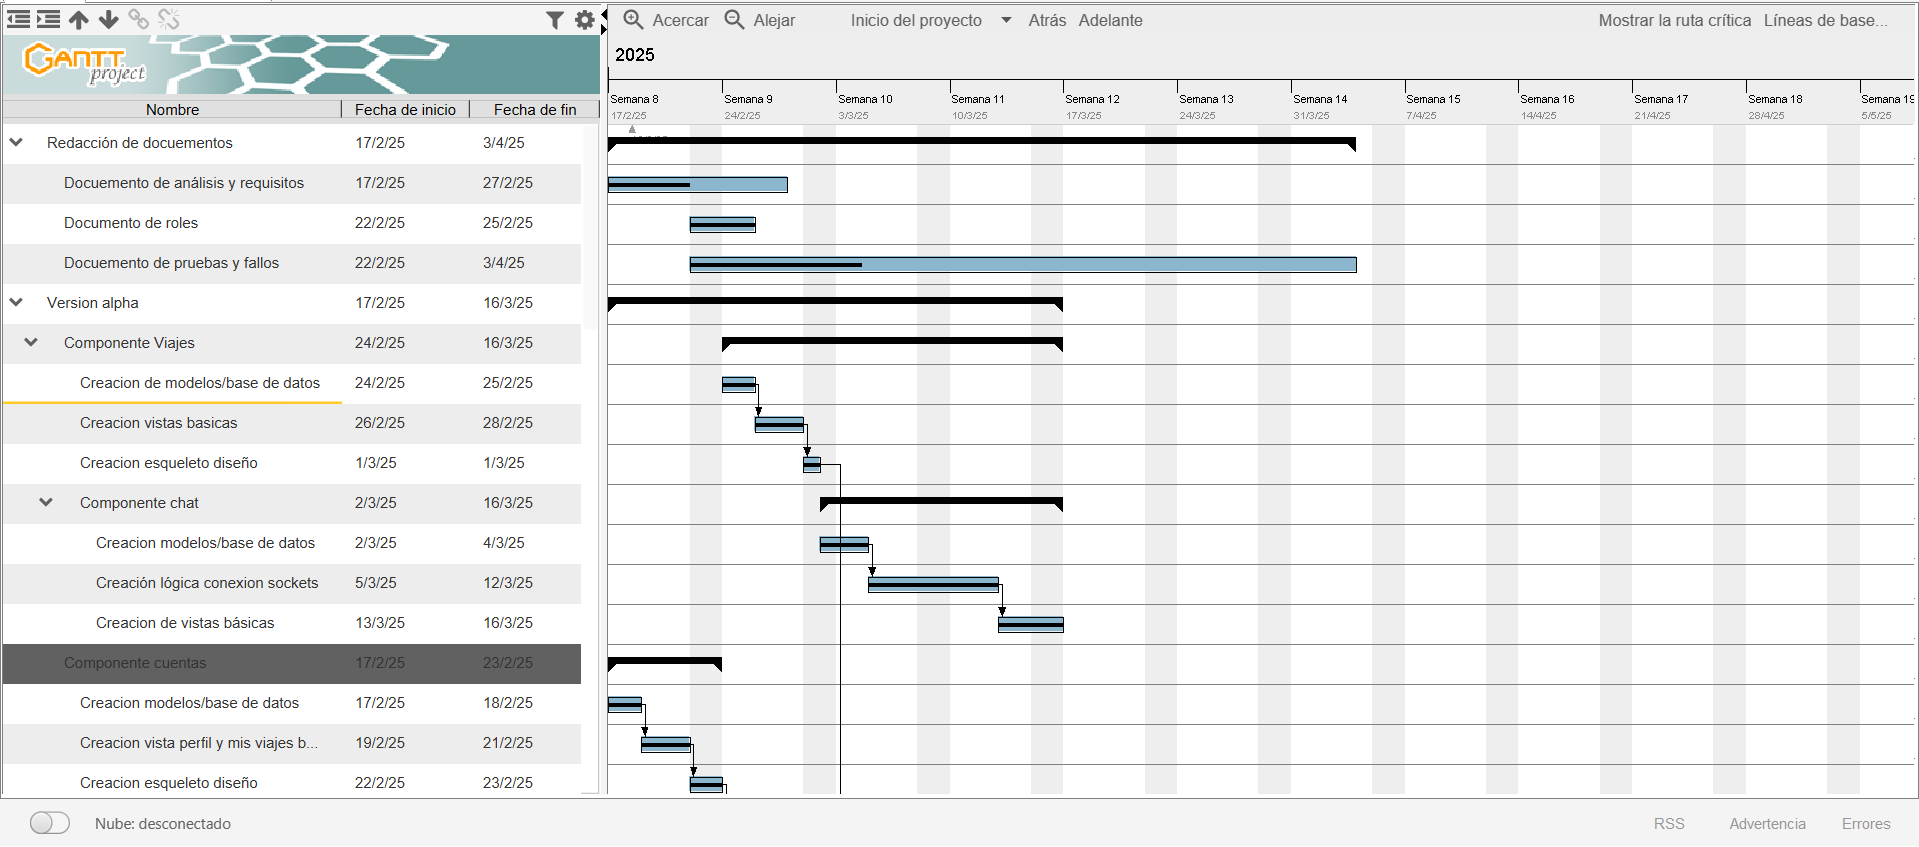 Acercar Alejar Inicio del proyecto Atrás Adelante Mostrar la ruta crítica Líneas de base...
GANTT
project
2025
Nombre Fecha de inicio Fecha de fin
Semana 8 Semana 9 Semana 10 Semana 11 Semana 12 Semana 13 Semana 14 Semana 15 Semana 16 Semana 17 Semana 18 Semana 19
17/2/25 24/2/25 3/3/25 10/3/25 17/3/25 24/3/25 31/3/25 7/4/25 14/4/25 21/4/25 28/4/25 5/5/25
Redacción de docuementos 17/2/25 3/4/25
Docuemento de análisis y requisitos 17/2/25 27/2/25
Documento de roles 22/2/25 25/2/25
Docuemento de pruebas y fallos 22/2/25 3/4/25
Version alpha 17/2/25 16/3/25
Componente Viajes 24/2/25 16/3/25
Creacion de modelos/base de datos 24/2/25 25/2/25
Creacion vistas basicas 26/2/25 28/2/25
Creacion esqueleto diseño 1/3/25 1/3/25
Componente chat 2/3/25 16/3/25
Creacion modelos/base de datos 2/3/25 4/3/25
Creación lógica conexion sockets 5/3/25 12/3/25
Creacion de vistas básicas 13/3/25 16/3/25
Componente cuentas 17/2/25 23/2/25
Creacion modelos/base de datos 17/2/25 18/2/25
Creacion vista perfil y mis viajes b... 19/2/25 21/2/25
Creacion esqueleto diseño 22/2/25 23/2/25
Nube: desconectado RSS Advertencia Errores